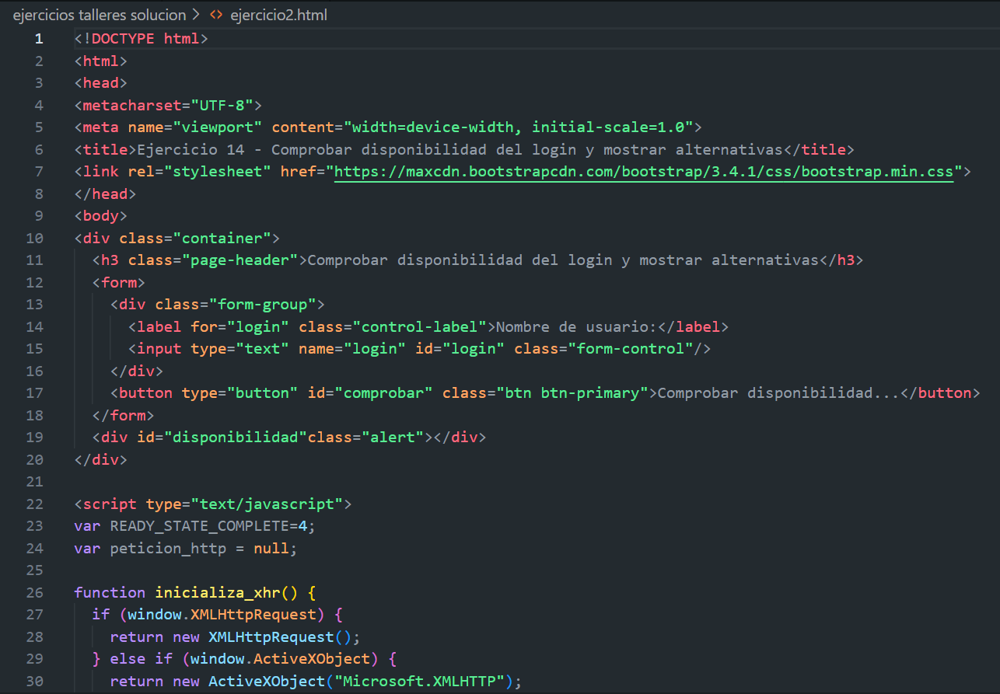 ejercicios talleres solucion > <> ejercicio2.html
1 <!DOCTYPE html>
2 <html>
3 <head>
4 <metacharset="UTF-8">
5 <meta name="viewport" content="width=device-width, initial-scale=1.0">
6 <title>Ejercicio 14 - Comprobar disponibilidad del login y mostrar alternativas</title>
7 <link rel="stylesheet" href="https://maxcdn.bootstrapcdn.com/bootstrap/3.4.1/css/bootstrap.min.css">
8 </head>
9 <body>
10 <div class="container">
11   <h3 class="page-header">Comprobar disponibilidad del login y mostrar alternativas</h3>
12   <form>
13     <div class="form-group">
14       <label for="login" class="control-label">Nombre de usuario:</label>
15       <input type="text" name="login" id="login" class="form-control"/>
16     </div>
17     <button type="button" id="comprobar" class="btn btn-primary">Comprobar disponibilidad...</button>
18   </form>
19   <div id="disponibilidad"class="alert"></div>
20 </div>
21
22 <script type="text/javascript">
23 var READY_STATE_COMPLETE=4;
24 var peticion_http = null;
25
26 function inicializa_xhr() {
27   if (window.XMLHttpRequest) {
28     return new XMLHttpRequest();
29   } else if (window.ActiveXObject) {
30     return new ActiveXObject("Microsoft.XMLHTTP");